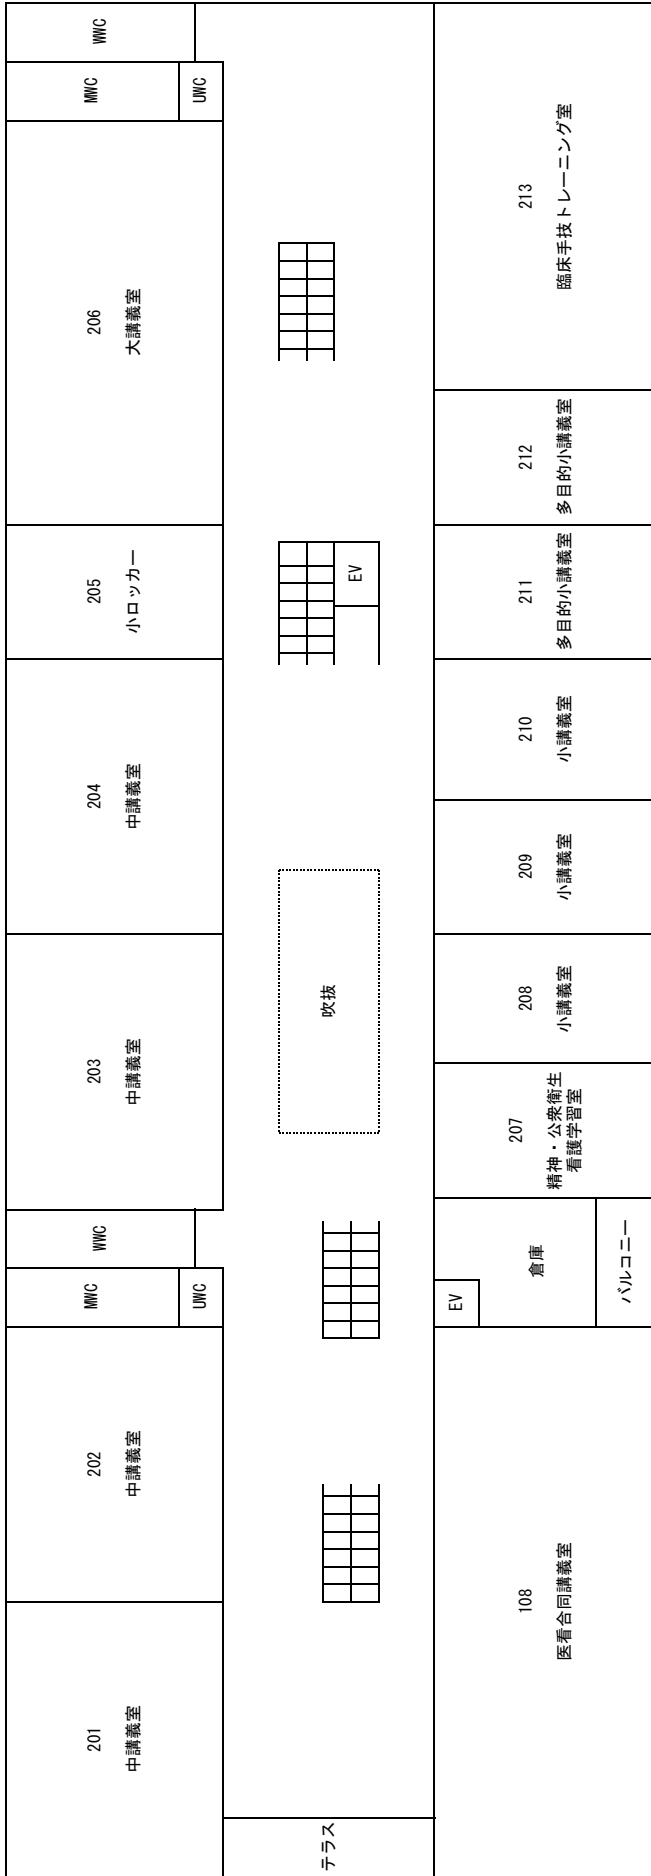 201
中講義室
202
中講義室
MWC
UWC
WWC
203
中講義室
204
中講義室
205
小ロッカー
206
大講義室
MWC
UWC
WWC
テラス
吹抜
EV
108
医看合同講義室
EV
倉庫
バルコニー
207
精神・公衆衛生
看護学習室
208
小講義室
209
小講義室
210
小講義室
211
多目的小講義室
212
多目的小講義室
213
臨床手技トレーニング室